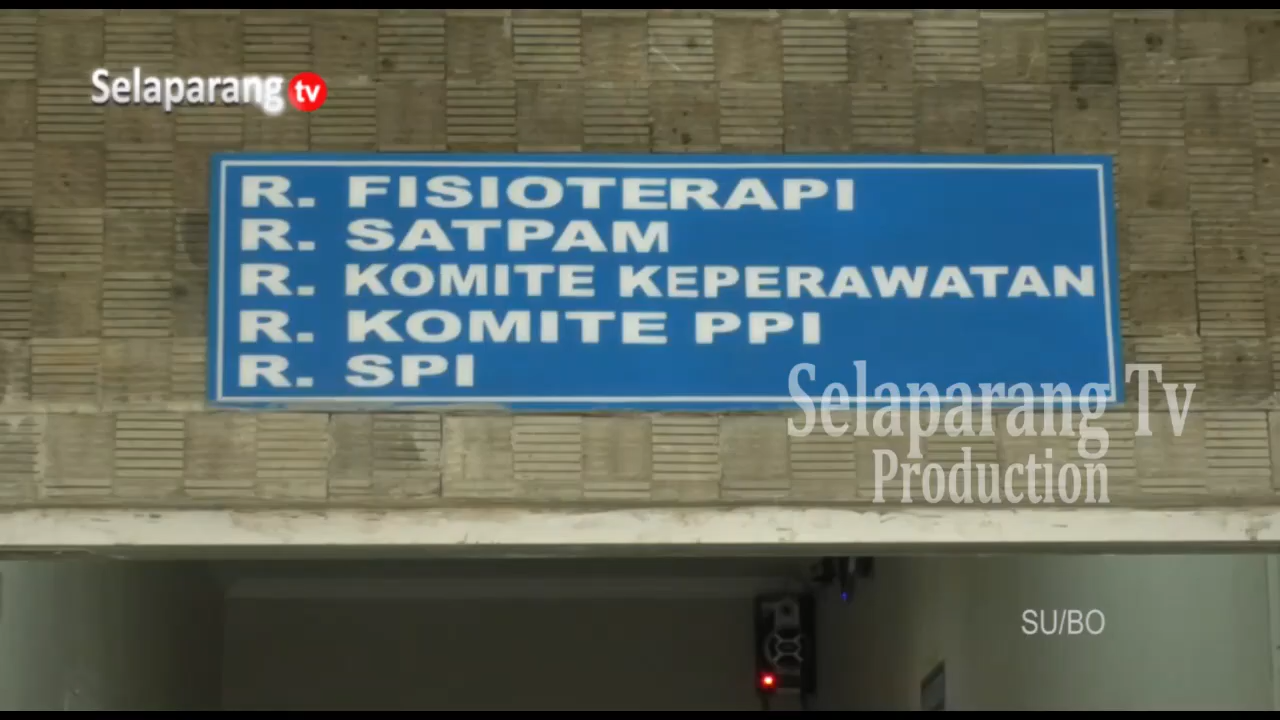 Selaparang tv
R. FISIOTERAPI
R. SATPAM
R. KOMITE KEPERAWATAN
R. KOMITE PPI
R. SPI
Selaparang Tv
Production
SU/BO